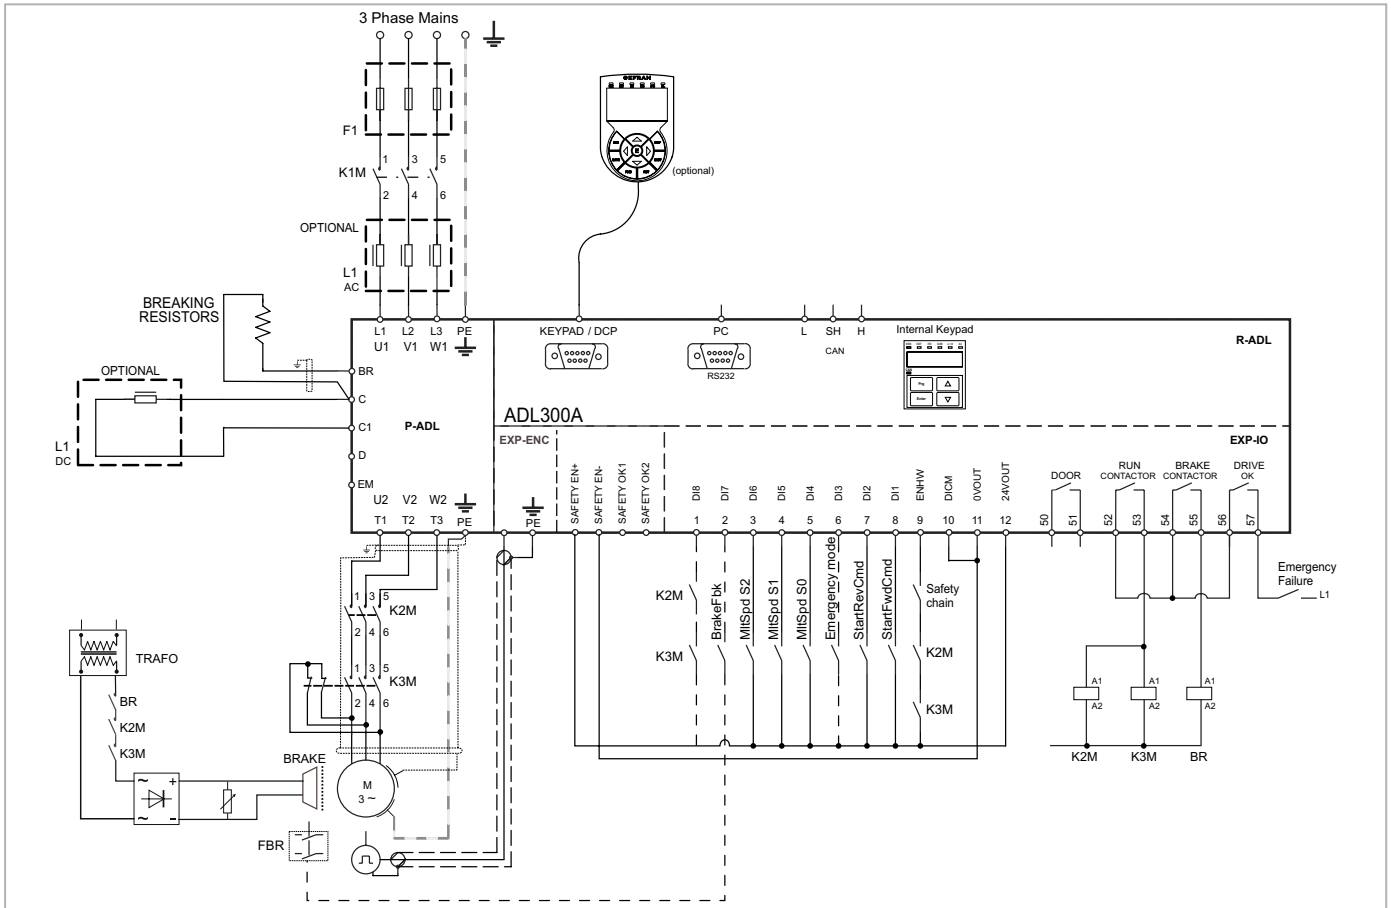 3 Phase Mains
GEFRAN
F1
1 3 5
K1M
2 4 6
(optional)
OPTIONAL
L1
AC
BREAKING
RESISTORS
L1 L2 L3 PE
U1 V1 W1
KEYPAD / DCP
PC
RS232
L SH H
CAN
Internal Keypad
Prg
Enter
R-ADL
BR
OPTIONAL
C
C1
P-ADL
ADL300A
D
EM
L1
DC
EXP-ENC
EXP-IO
U2 V2 W2
T1 T2 T3 PE
PE
SAFETY EN+
SAFETY EN-
SAFETY OK1
SAFETY OK2
DI8
DI7
DI6
DI5
DI4
DI3
DI2
DI1
ENHW
DICM
0VOUT
24VOUT
1 2 3 4 5 6 7 8 9 10 11 12
DOOR
RUN
CONTACTOR
BRAKE
CONTACTOR
DRIVE
OK
50 51 52 53 54 55 56 57
Emergency
Failure
L1
K2M
K3M
BrakeFbk
MltSpd S2
MltSpd S1
MltSpd S0
Emergency mode
StartRevCmd
StartFwdCmd
Safety
chain
K2M
K3M
1 3 5
K2M
2 4 6
1 3 5
K3M
2 4 6
TRAFO
BR
K2M
K3M
~ +
~ -
BRAKE
M
3 ~
FBR
A1 A1 A1
A2 A2 A2
K2M K3M BR